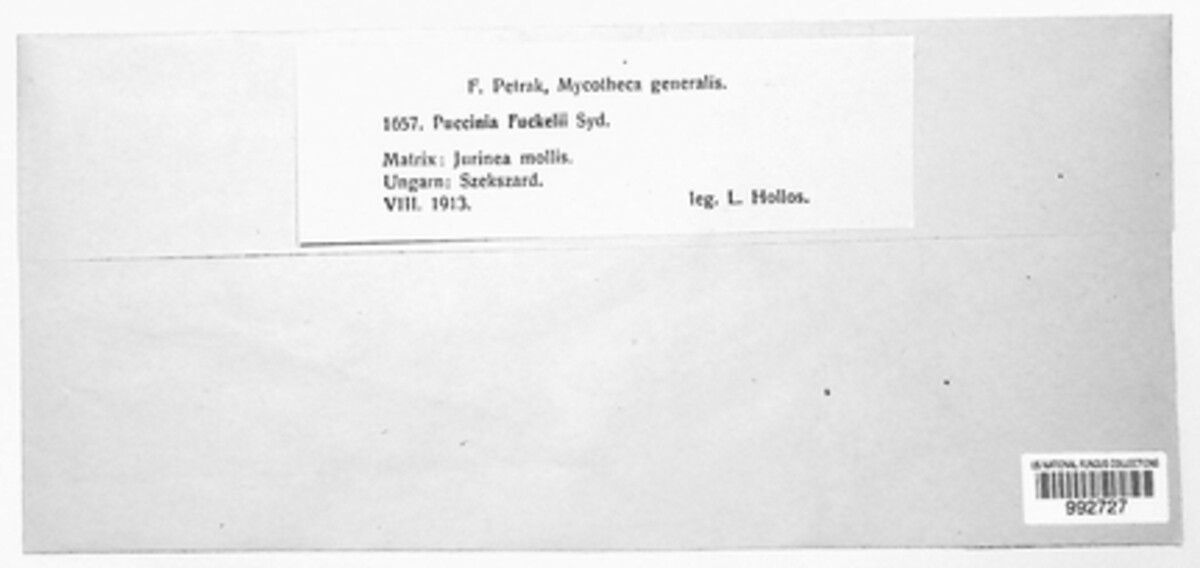 F. Petrak, Mycotheca generalis.
1657. Puccinia Fuckelii Syd.
Matrix: Jurinea mollis.
Ungarn: Szekszard.
VIII. 1913. leg. L. Hollos.
US NATIONAL FUNGUS COLLECTIONS
992727